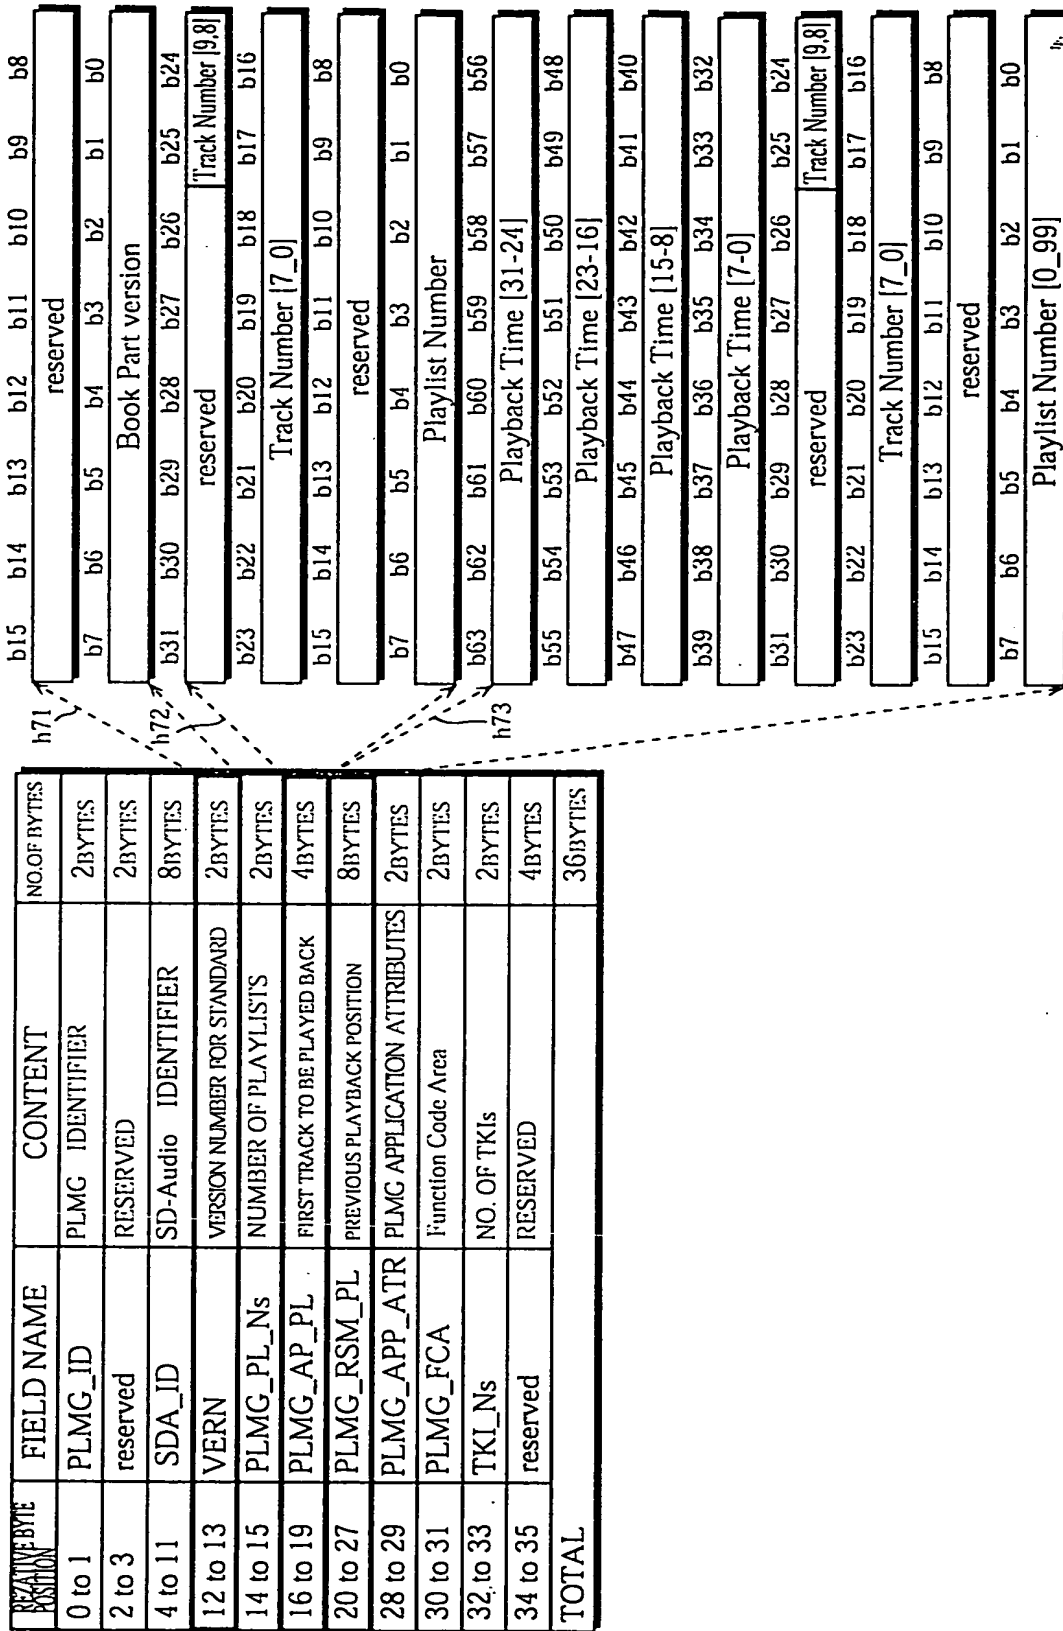 REZATIVE BYTE POSITION FIELD NAME CONTENT NO.OF BYTES
0 to 1 PLMG_ID PLMG IDENTIFIER 2BYTES
2 to 3 reserved RESERVED 2BYTES
4 to 11 SDA_ID SD-Audio IDENTIFIER 8BYTES
12 to 13 VERN VERSION NUMBER FOR STANDARD 2BYTES
14 to 15 PLMG_PL_Ns NUMBER OF PLAYLISTS 2BYTES
16 to 19 PLMG_AP_PL FIRST TRACK TO BE PLAYED BACK 4BYTES
20 to 27 PLMG_RSM_PL PREVIOUS PLAYBACK POSITION 8BYTES
28 to 29 PLMG_APP_ATR PLMG APPLICATION ATTRIBUTES 2BYTES
30 to 31 PLMG_FCA Function Code Area 2BYTES
32 to 33 TKI_Ns NO. OF TKIs 2BYTES
34 to 35 reserved RESERVED 4BYTES
TOTAL 36BYTES
h71
h72
h73
b15 b14 b13 b12 b11 b10 b9 b8
reserved
b7 b6 b5 b4 b3 b2 b1 b0
Book Part version
b31 b30 b29 b28 b27 b26 b25 b24
reserved Track Number [9,8]
b23 b22 b21 b20 b19 b18 b17 b16
Track Number [7_0]
b15 b14 b13 b12 b11 b10 b9 b8
reserved
b7 b6 b5 b4 b3 b2 b1 b0
Playlist Number
b63 b62 b61 b60 b59 b58 b57 b56
Playback Time [31-24]
b55 b54 b53 b52 b51 b50 b49 b48
Playback Time [23-16]
b47 b46 b45 b44 b43 b42 b41 b40
Playback Time [15-8]
b39 b38 b37 b36 b35 b34 b33 b32
Playback Time [7-0]
b31 b30 b29 b28 b27 b26 b25 b24
reserved Track Number [9,8]
b23 b22 b21 b20 b19 b18 b17 b16
Track Number [7_0]
b15 b14 b13 b12 b11 b10 b9 b8
reserved
b7 b6 b5 b4 b3 b2 b1 b0
Playlist Number [0_99]